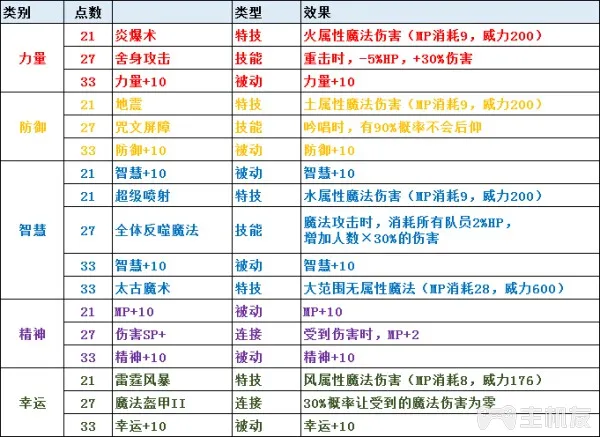 类别 点数 类型 效果
力量 21 炎爆术 特技 火属性魔法伤害（MP消耗9，威力200）
27 舍身攻击 技能 重击时，-5%HP，+30%伤害
33 力量+10 被动 力量+10
防御 21 地震 特技 土属性魔法伤害（MP消耗9，威力200）
27 咒文屏障 技能 吟唱时，有90%概率不会后仰
33 防御+10 被动 防御+10
智慧 21 智慧+10 被动 智慧+10
21 超级喷射 特技 水属性魔法伤害（MP消耗9，威力200）
27 全体反噬魔法 技能 魔法攻击时，消耗所有队员2%HP，
增加人数×30%的伤害
33 智慧+10 被动 智慧+10
33 太古魔术 特技 大范围无属性魔法（MP消耗28，威力600）
精神 21 MP+10 被动 MP+10
27 伤害SP+ 连接 受到伤害时，MP+2
33 精神+10 被动 精神+10
幸运 21 雷霆风暴 特技 风属性魔法伤害（MP消耗8，威力176）
27 魔法盔甲II 连接 30%概率让受到的魔法伤害为零
33 幸运+10 被动 幸运+10
主机友